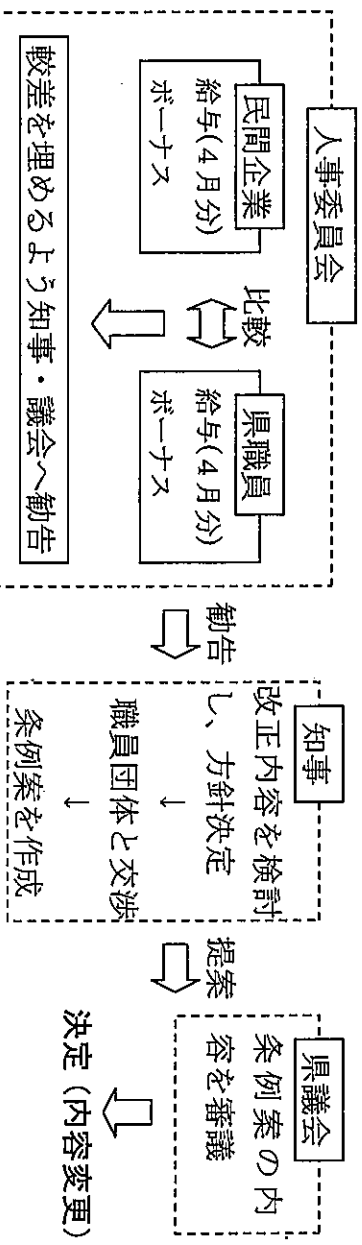 人事委員会
民間企業
給与(4月分)
ボーナス
比較
県職員
給与(4月分)
ボーナス
較差を埋めるよう知事・議会へ勧告
勧告
知事
改正内容を検討
し、方針決定
↓
職員団体と交渉
↓
条例案を作成
提案
県議会
条例案の内
容を審議
決定(内容変更)